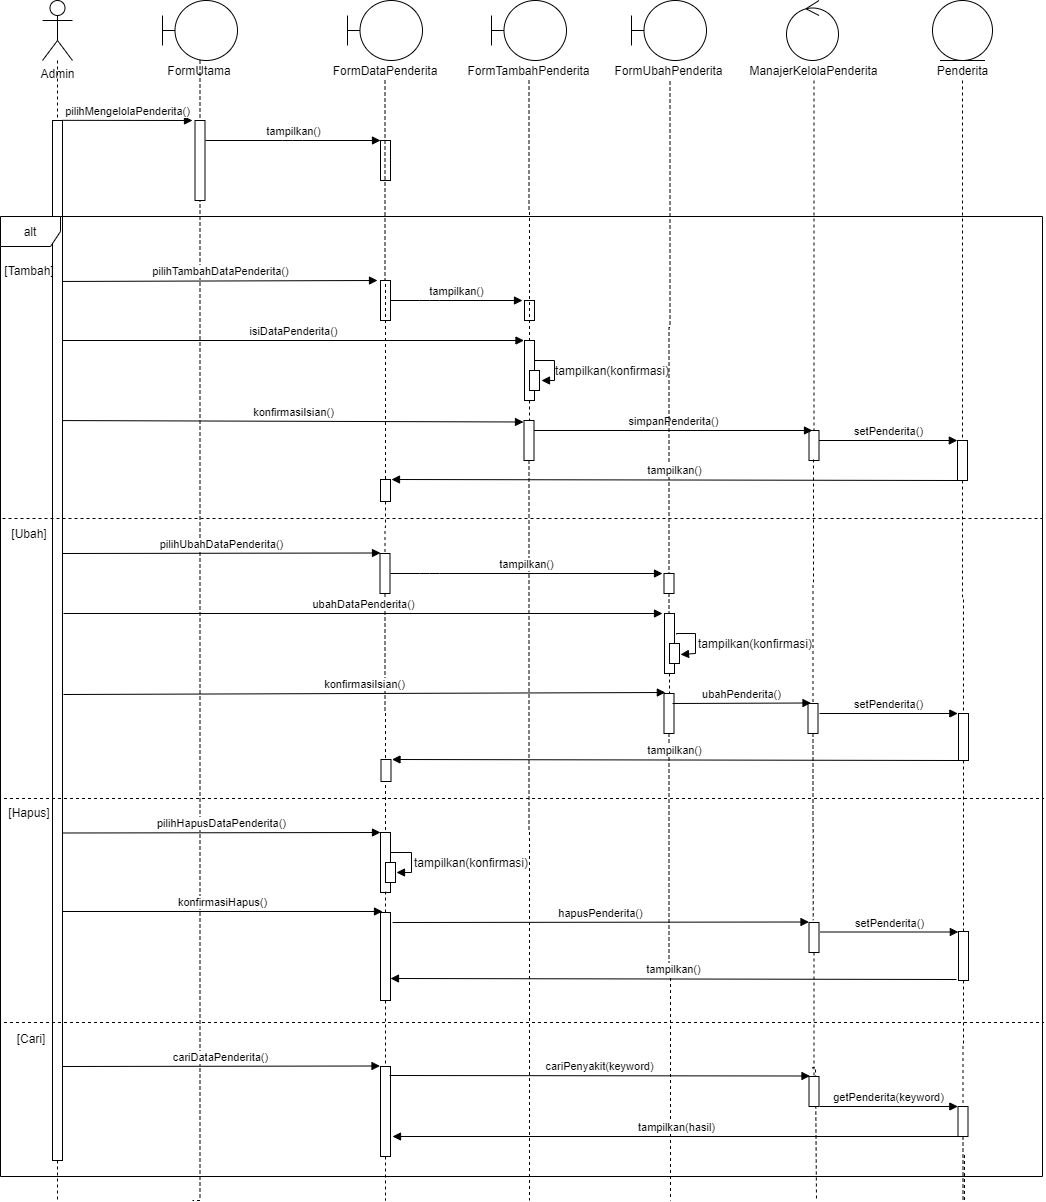 Admin
FormUtama
FormDataPenderita
FormTambahPenderita
FormUbahPenderita
ManajerKelolaPenderita
Penderita
pilihMengelolaPenderita()
tampilkan()
alt
[Tambah]
pilihTambahDataPenderita()
tampilkan()
isiDataPenderita()
tampilkan(konfirmasi)
konfirmasiIsian()
simpanPenderita()
setPenderita()
tampilkan()
[Ubah]
pilihUbahDataPenderita()
tampilkan()
ubahDataPenderita()
tampilkan(konfirmasi)
konfirmasiIsian()
ubahPenderita()
setPenderita()
tampilkan()
[Hapus]
pilihHapusDataPenderita()
tampilkan(konfirmasi)
konfirmasiHapus()
hapusPenderita()
setPenderita()
tampilkan()
[Cari]
cariDataPenderita()
cariPenyakit(keyword)
getPenderita(keyword)
tampilkan(hasil)